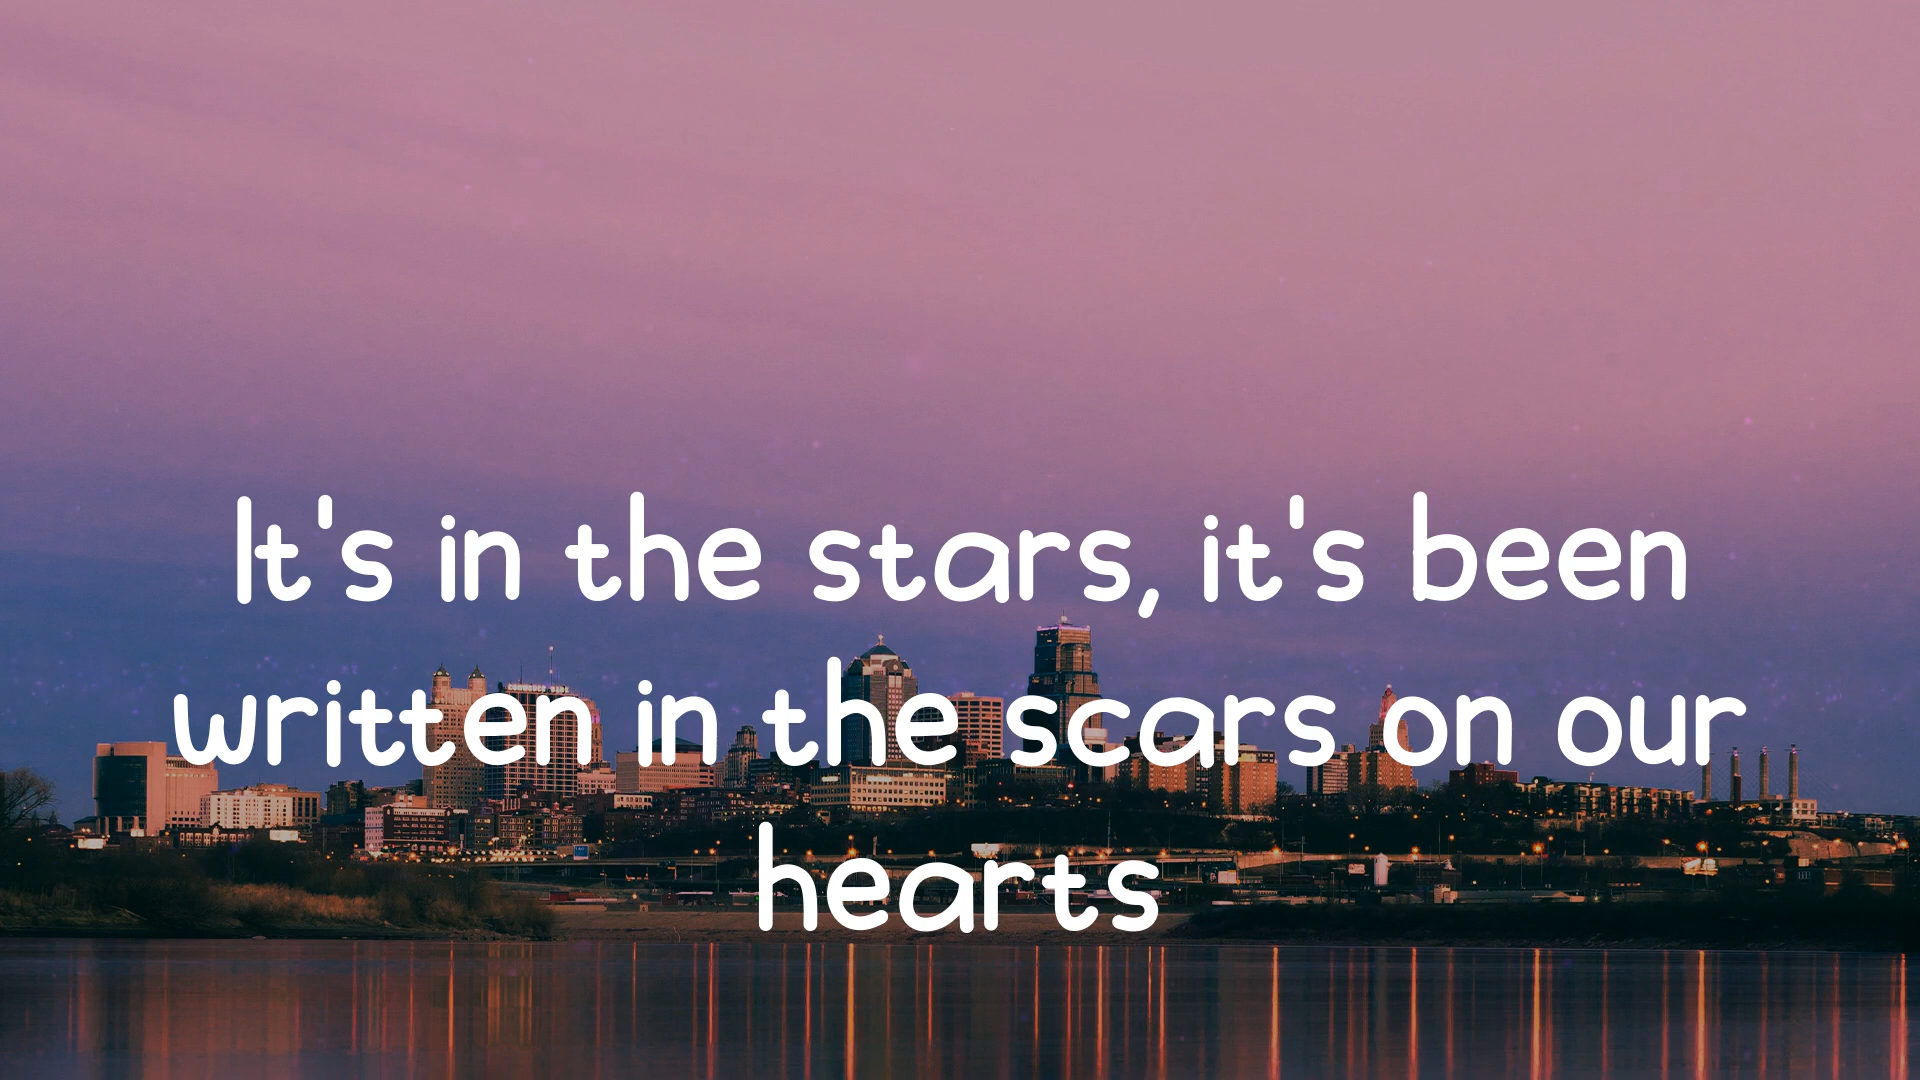 It's in the stars, it's been
written in the scars on our
hearts